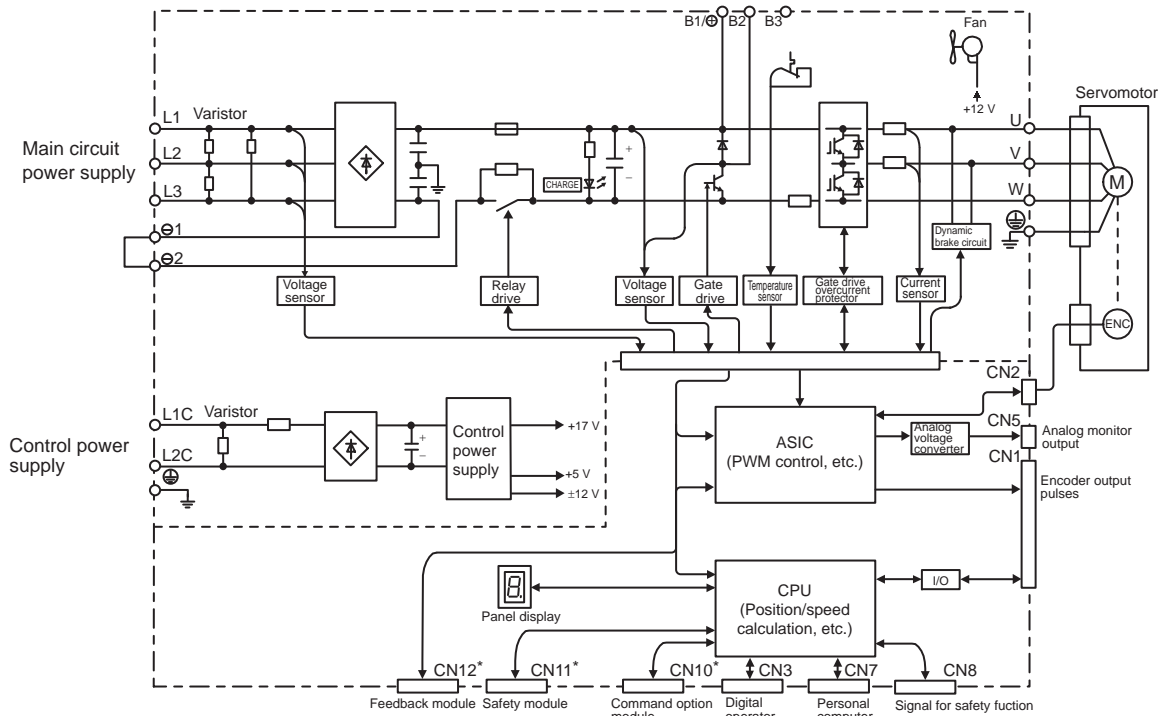 B1/⊕ B2 B3
Fan
+12 V
Servomotor
L1 Varistor
L2
L3
Main circuit
power supply
⊖1
⊖2
CHARGE
+
−
U
V
W
M
Dynamic
brake circuit
Voltage
sensor
Relay
drive
Voltage
sensor
Gate
drive
Temperature
sensor
Gate drive
overcurrent
protector
Current
sensor
ENC
CN2
L1C Varistor
L2C
Control power
supply
+
−
Control
power
supply
+17 V
+5 V
±12 V
ASIC
(PWM control, etc.)
Analog
voltage
converter
CN5
Analog monitor
output
CN1
Encoder output
pulses
8.
Panel display
CPU
(Position/speed
calculation, etc.)
I/O
CN12* CN11* CN10* CN3 CN7 CN8
Feedback module Safety module
Command option
module
Digital
operator
Personal
computer
Signal for safety fuction